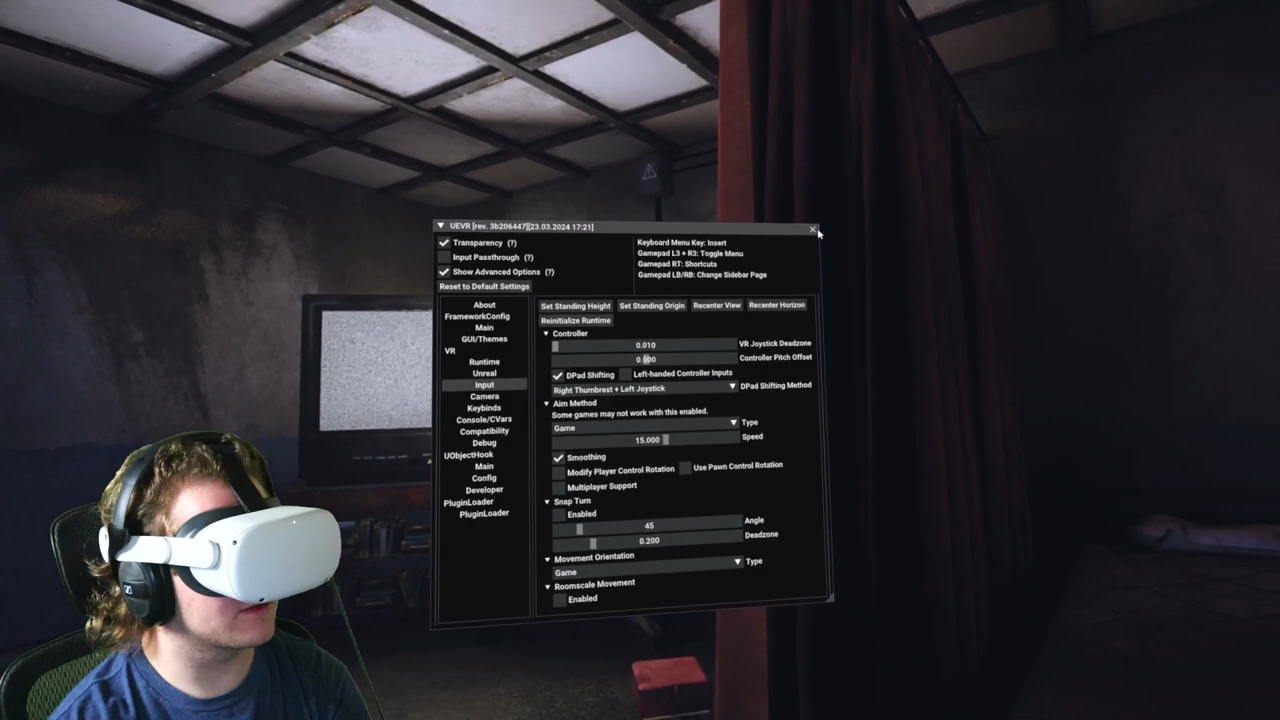 UEVR [rev. 3b206447][23.03.2024 17:21]
Transparency (?)
Input Passthrough (?)
Show Advanced Options (?)
Reset to Default Settings
Keyboard Menu Key: Insert
Gamepad L3 + R3: Toggle Menu
Gamepad RT: Shortcuts
Gamepad LB/RB: Change Sidebar Page
About
FrameworkConfig
Main
GUI/Themes
VR
Runtime
Unreal
Input
Camera
Keybinds
Console/CVars
Compatibility
Debug
UObjectHook
Main
Config
Developer
PluginLoader
PluginLoader
Set Standing Height Set Standing Origin Recenter View Recenter Horizon
Reinitialize Runtime
Controller
0.010 VR Joystick Deadzone
0.000 Controller Pitch Offset
DPad Shifting Left-handed Controller Inputs
Right Thumbrest + Left Joystick DPad Shifting Method
Aim Method
Some games may not work with this enabled.
Game Type
15.000 Speed
Smoothing
Modify Player Control Rotation Use Pawn Control Rotation
Multiplayer Support
Snap Turn
Enabled
45 Angle
0.200 Deadzone
Movement Orientation
Game Type
Roomscale Movement
Enabled